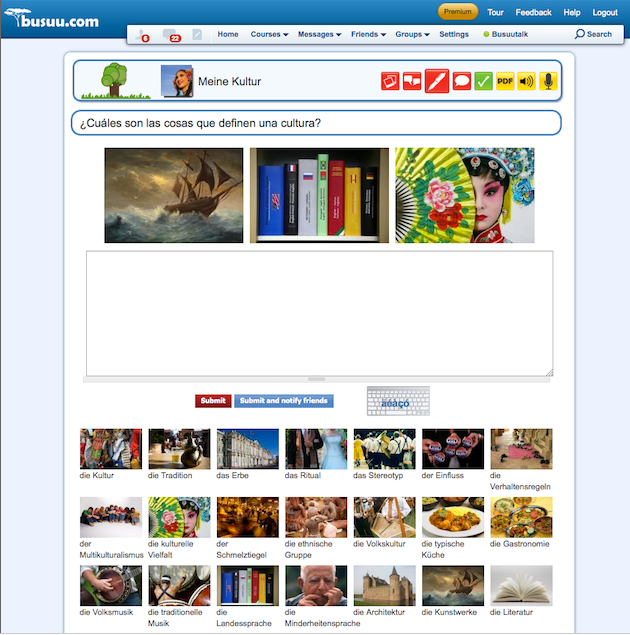 busuu.com
Premium Tour Feedback Help Logout
6 22 Home Courses Messages Friends Groups Settings Busuutalk Search
Meine Kultur
PDF
¿Cuáles son las cosas que definen una cultura?
Submit Submit and notify friends
äéàçó
die Kultur
die Tradition
das Erbe
das Ritual
das Stereotyp
der Einfluss
die
Verhaltensregeln
der
Multikulturalismus
die kulturelle
Vielfalt
der
Schmelztiegel
die ethnische
Gruppe
die Volkskultur
die typische
Küche
die Gastronomie
die Volksmusik
die traditionelle
Musik
die
Landessprache
die
Minderheitensprache
die Architektur
die Kunstwerke
die Literatur